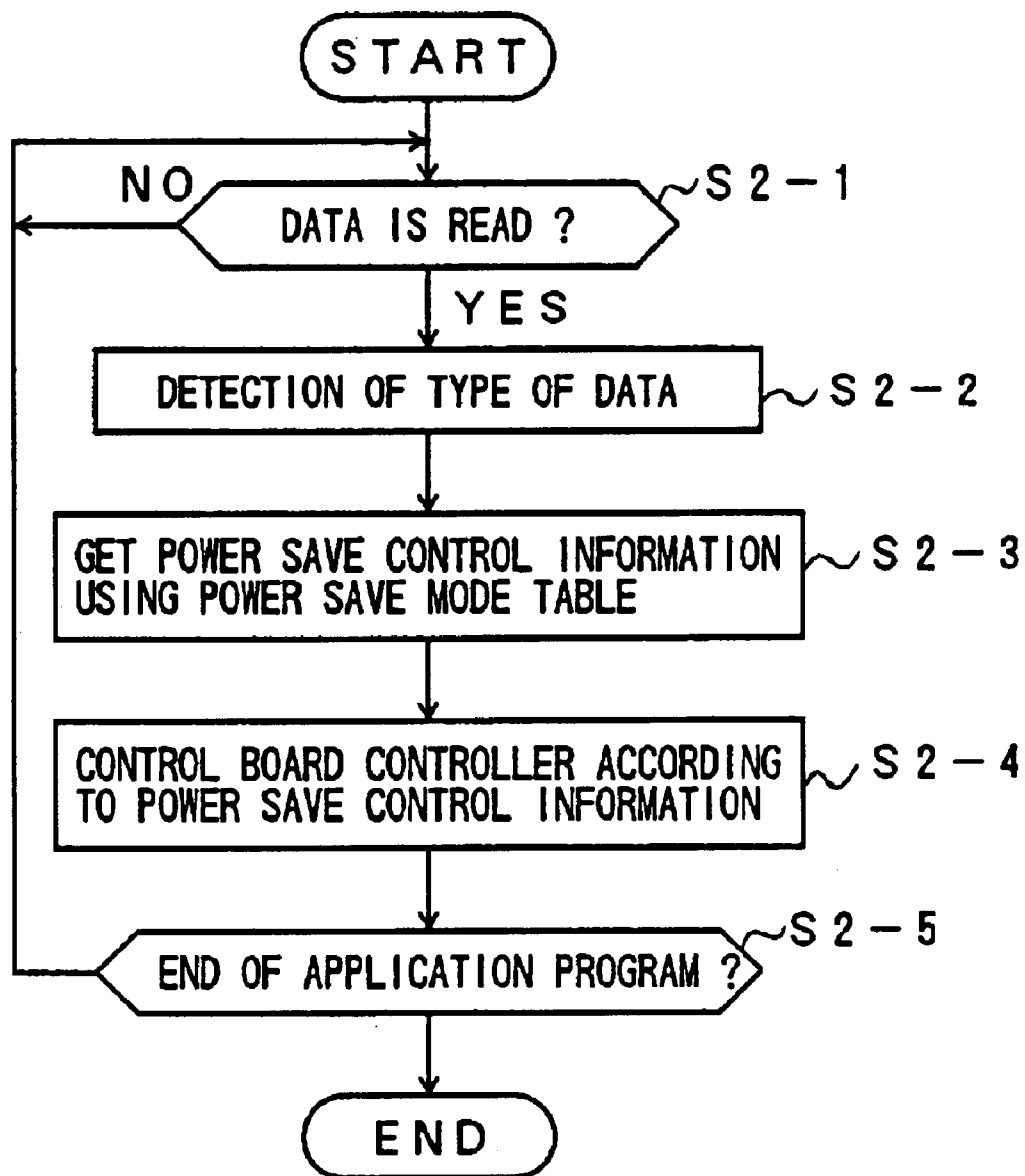 START
NO
S2-1
DATA IS READ ?
YES
DETECTION OF TYPE OF DATA
S2-2
GET POWER SAVE CONTROL INFORMATION
USING POWER SAVE MODE TABLE
S2-3
CONTROL BOARD CONTROLLER ACCORDING
TO POWER SAVE CONTROL INFORMATION
S2-4
S2-5
END OF APPLICATION PROGRAM ?
END